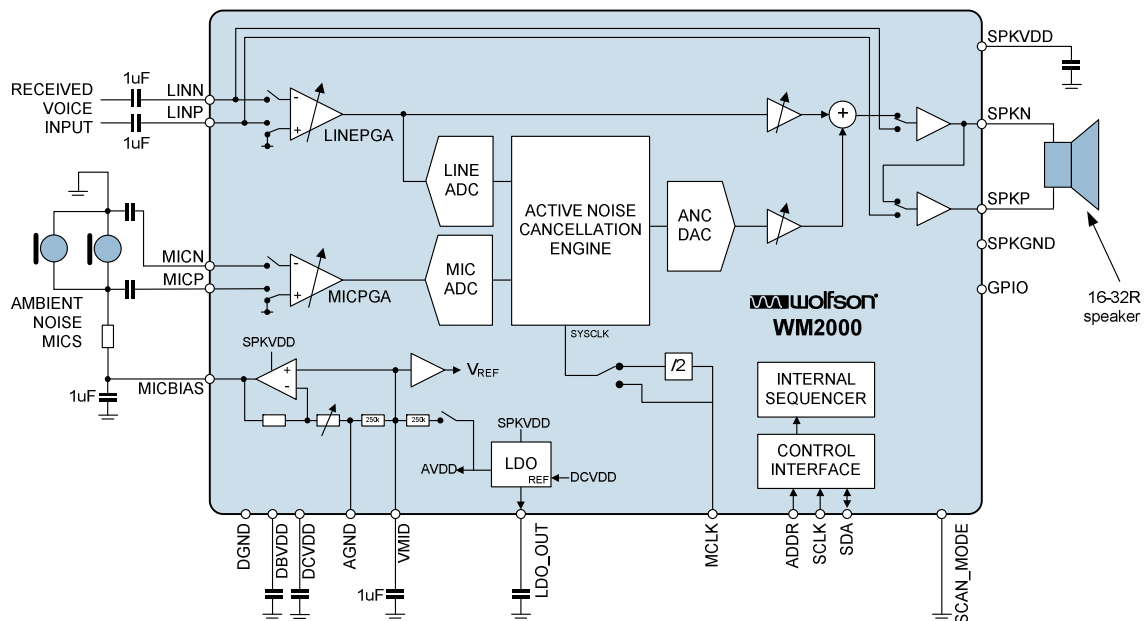 SPKVDD
1uF
RECEIVED
VOICE
INPUT
LINN
LINP
1uF
LINEPGA
+
SPKN
LINE
ADC
ACTIVE NOISE
CANCELLATION
ENGINE
ANC
DAC
SPKP
SPKGND
MICN
MICP
MICPGA
MIC
ADC
GPIO
AMBIENT
NOISE
MICS
wolfson
WM2000
16-32R
speaker
SYSCLK
SPKVDD
VREF
/2
MICBIAS
1uF
250k
250k
INTERNAL
SEQUENCER
SPKVDD
LDO
REF
AVDD
DCVDD
CONTROL
INTERFACE
DGND
DBVDD
DCVDD
AGND
VMID
LDO_OUT
MCLK
ADDR
SCLK
SDA
SCAN_MODE
1uF